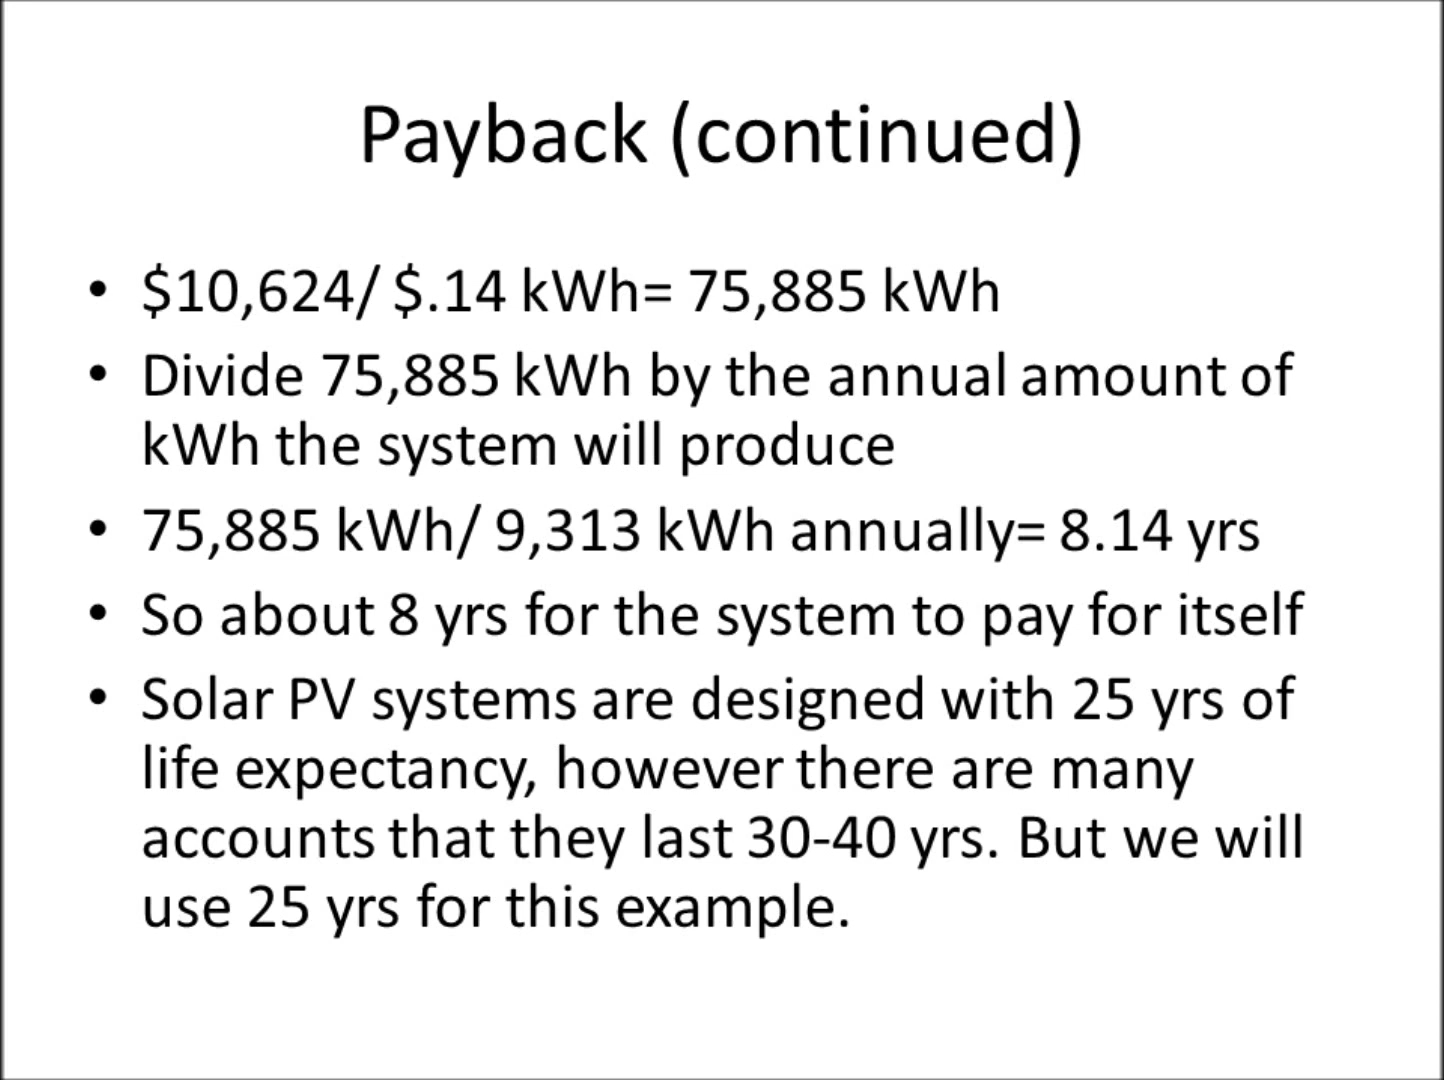 Payback (continued)
• $10,624/ $.14 kWh= 75,885 kWh
• Divide 75,885 kWh by the annual amount of
kWh the system will produce
• 75,885 kWh/ 9,313 kWh annually= 8.14 yrs
• So about 8 yrs for the system to pay for itself
• Solar PV systems are designed with 25 yrs of
life expectancy, however there are many
accounts that they last 30-40 yrs. But we will
use 25 yrs for this example.